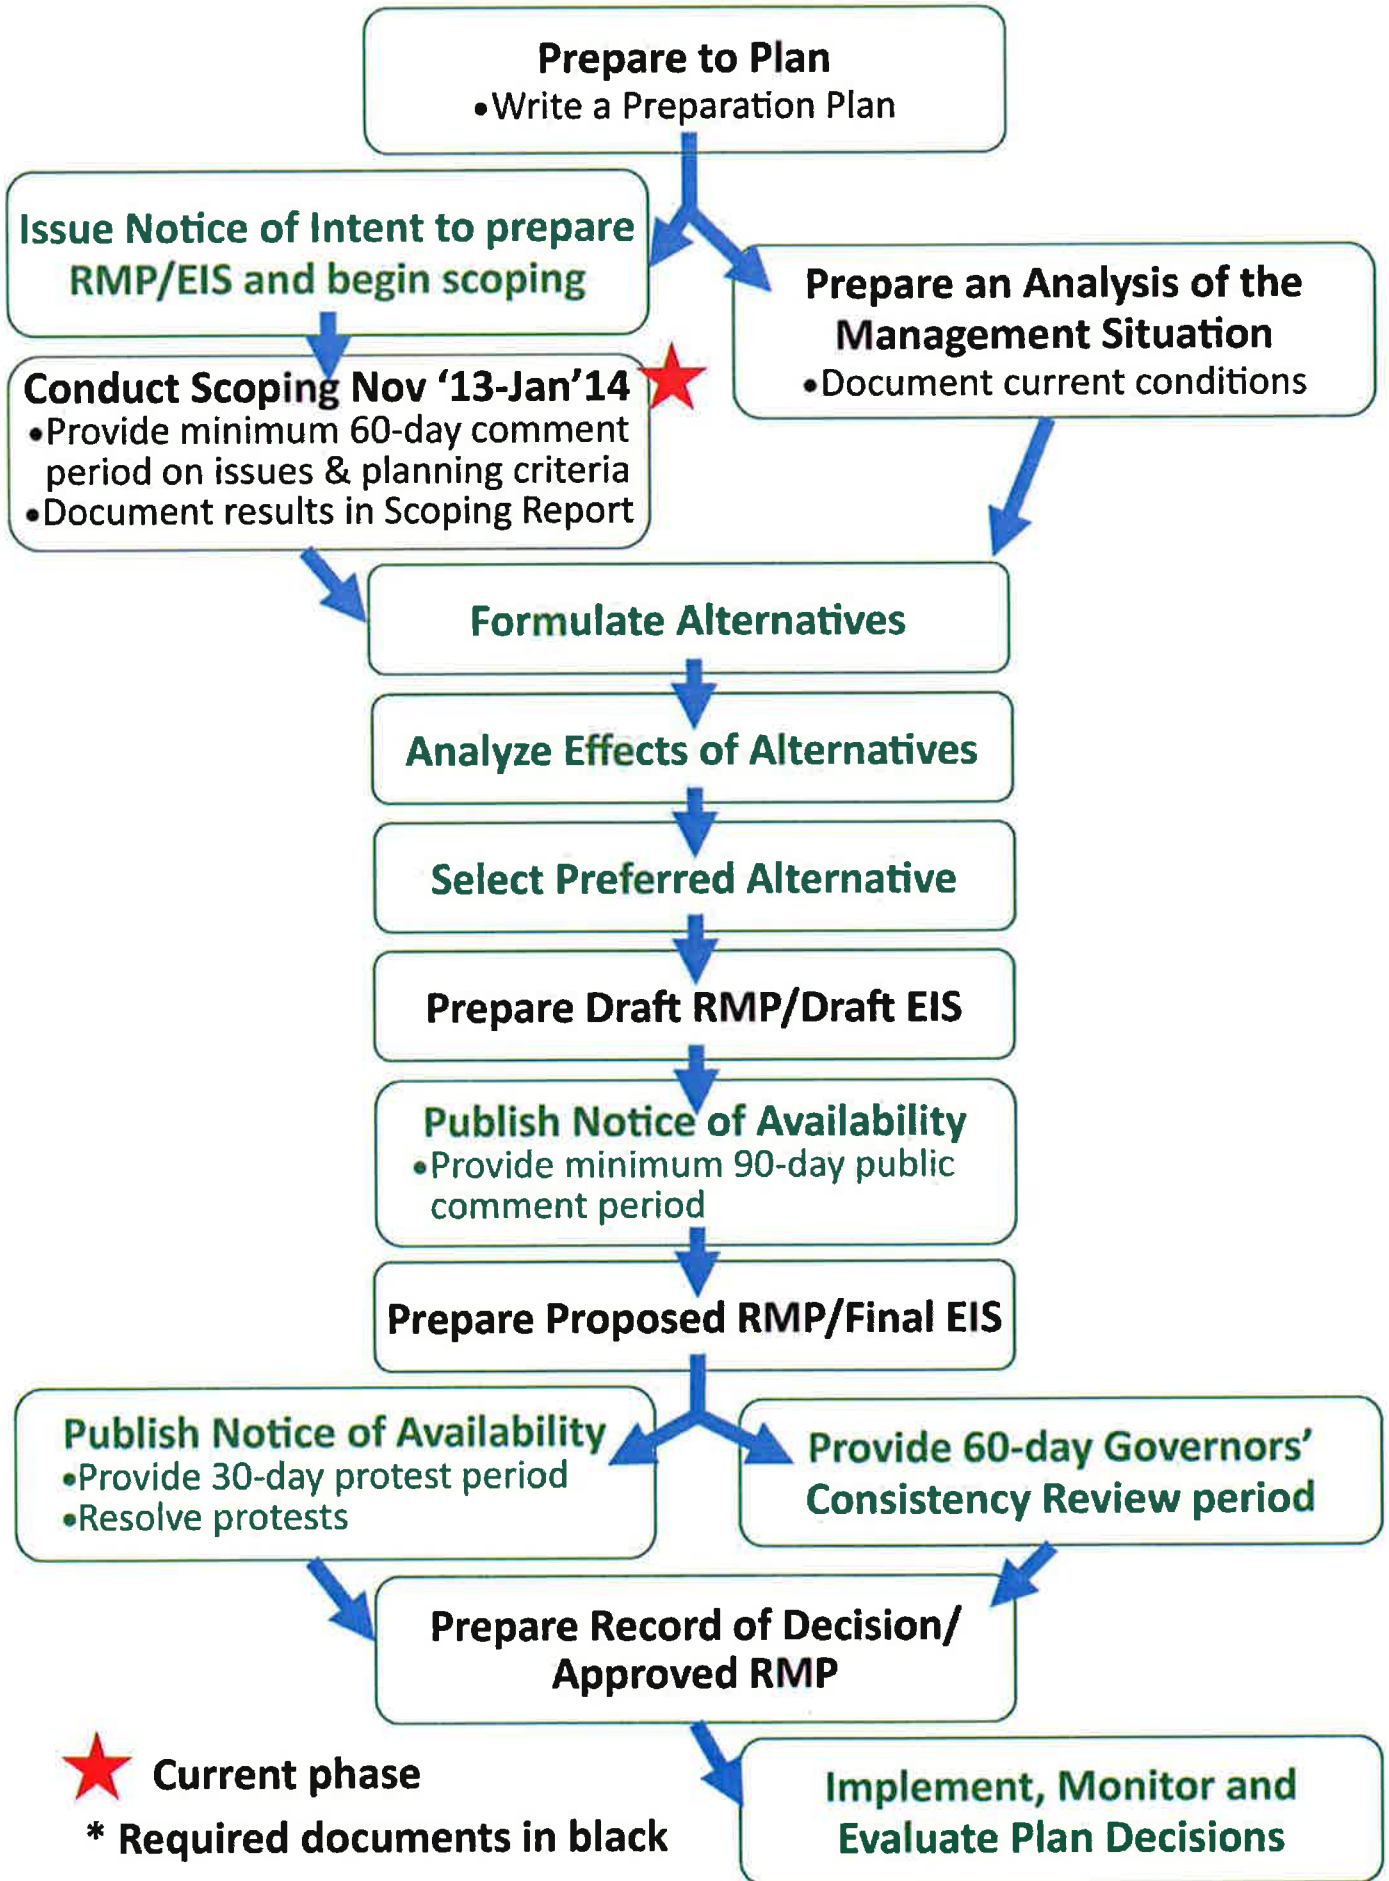 Prepare to Plan
•Write a Preparation Plan
Issue Notice of Intent to prepare
RMP/EIS and begin scoping
Prepare an Analysis of the
Management Situation
•Document current conditions
Conduct Scoping Nov ‘13-Jan’14
•Provide minimum 60-day comment
period on issues & planning criteria
•Document results in Scoping Report
Formulate Alternatives
Analyze Effects of Alternatives
Select Preferred Alternative
Prepare Draft RMP/Draft EIS
Publish Notice of Availability
•Provide minimum 90-day public
comment period
Prepare Proposed RMP/Final EIS
Publish Notice of Availability
•Provide 30-day protest period
•Resolve protests
Provide 60-day Governors’
Consistency Review period
Prepare Record of Decision/
Approved RMP
Implement, Monitor and
Evaluate Plan Decisions
Current phase
* Required documents in black